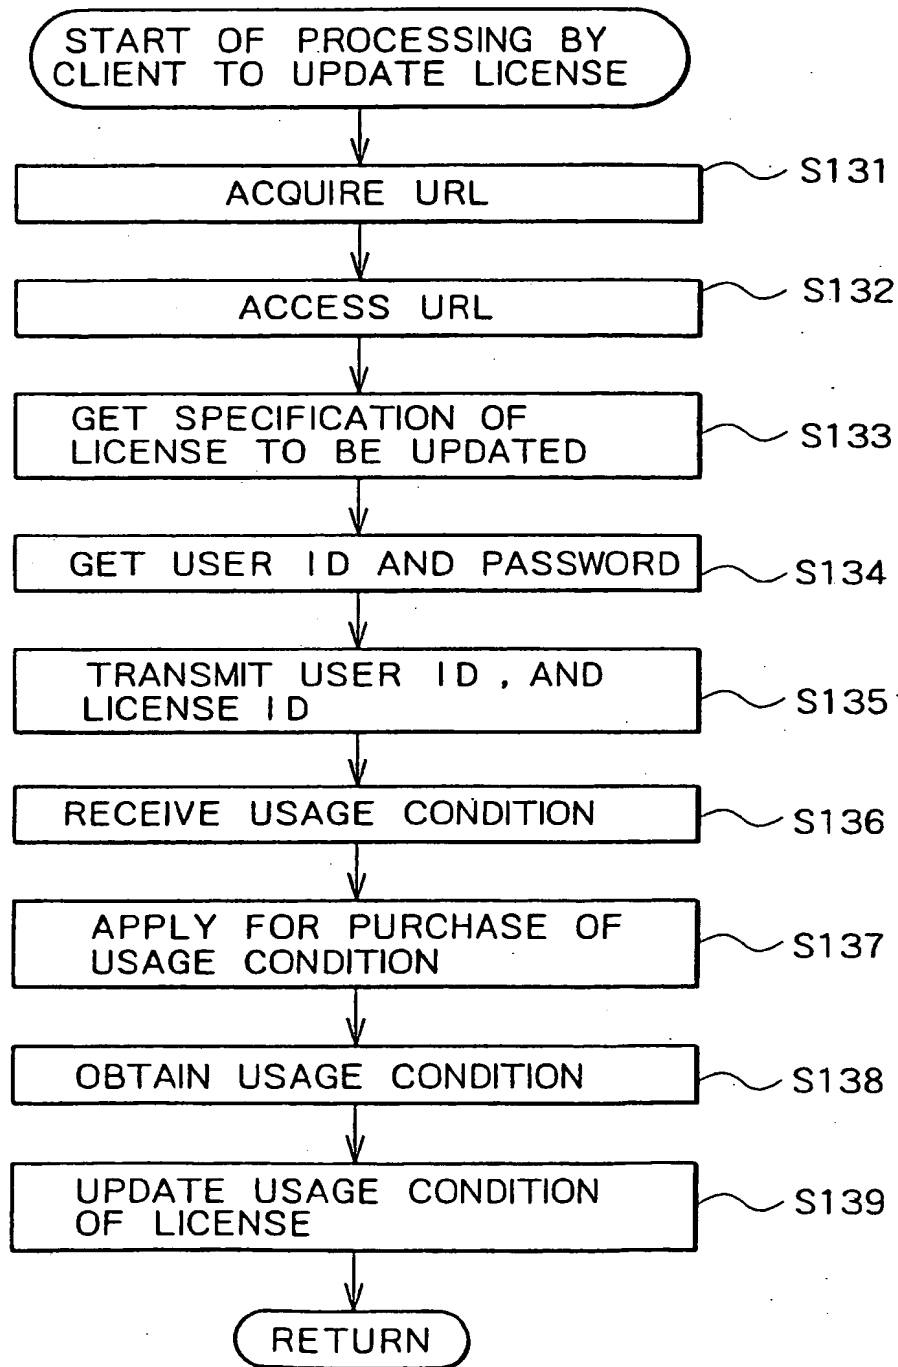 START OF PROCESSING BY
CLIENT TO UPDATE LICENSE
ACQUIRE URL
S131
ACCESS URL
S132
GET SPECIFICATION OF
LICENSE TO BE UPDATED
S133
GET USER ID AND PASSWORD
S134
TRANSMIT USER ID, AND
LICENSE ID
S135
RECEIVE USAGE CONDITION
S136
APPLY FOR PURCHASE OF
USAGE CONDITION
S137
OBTAIN USAGE CONDITION
S138
UPDATE USAGE CONDITION
OF LICENSE
S139
RETURN